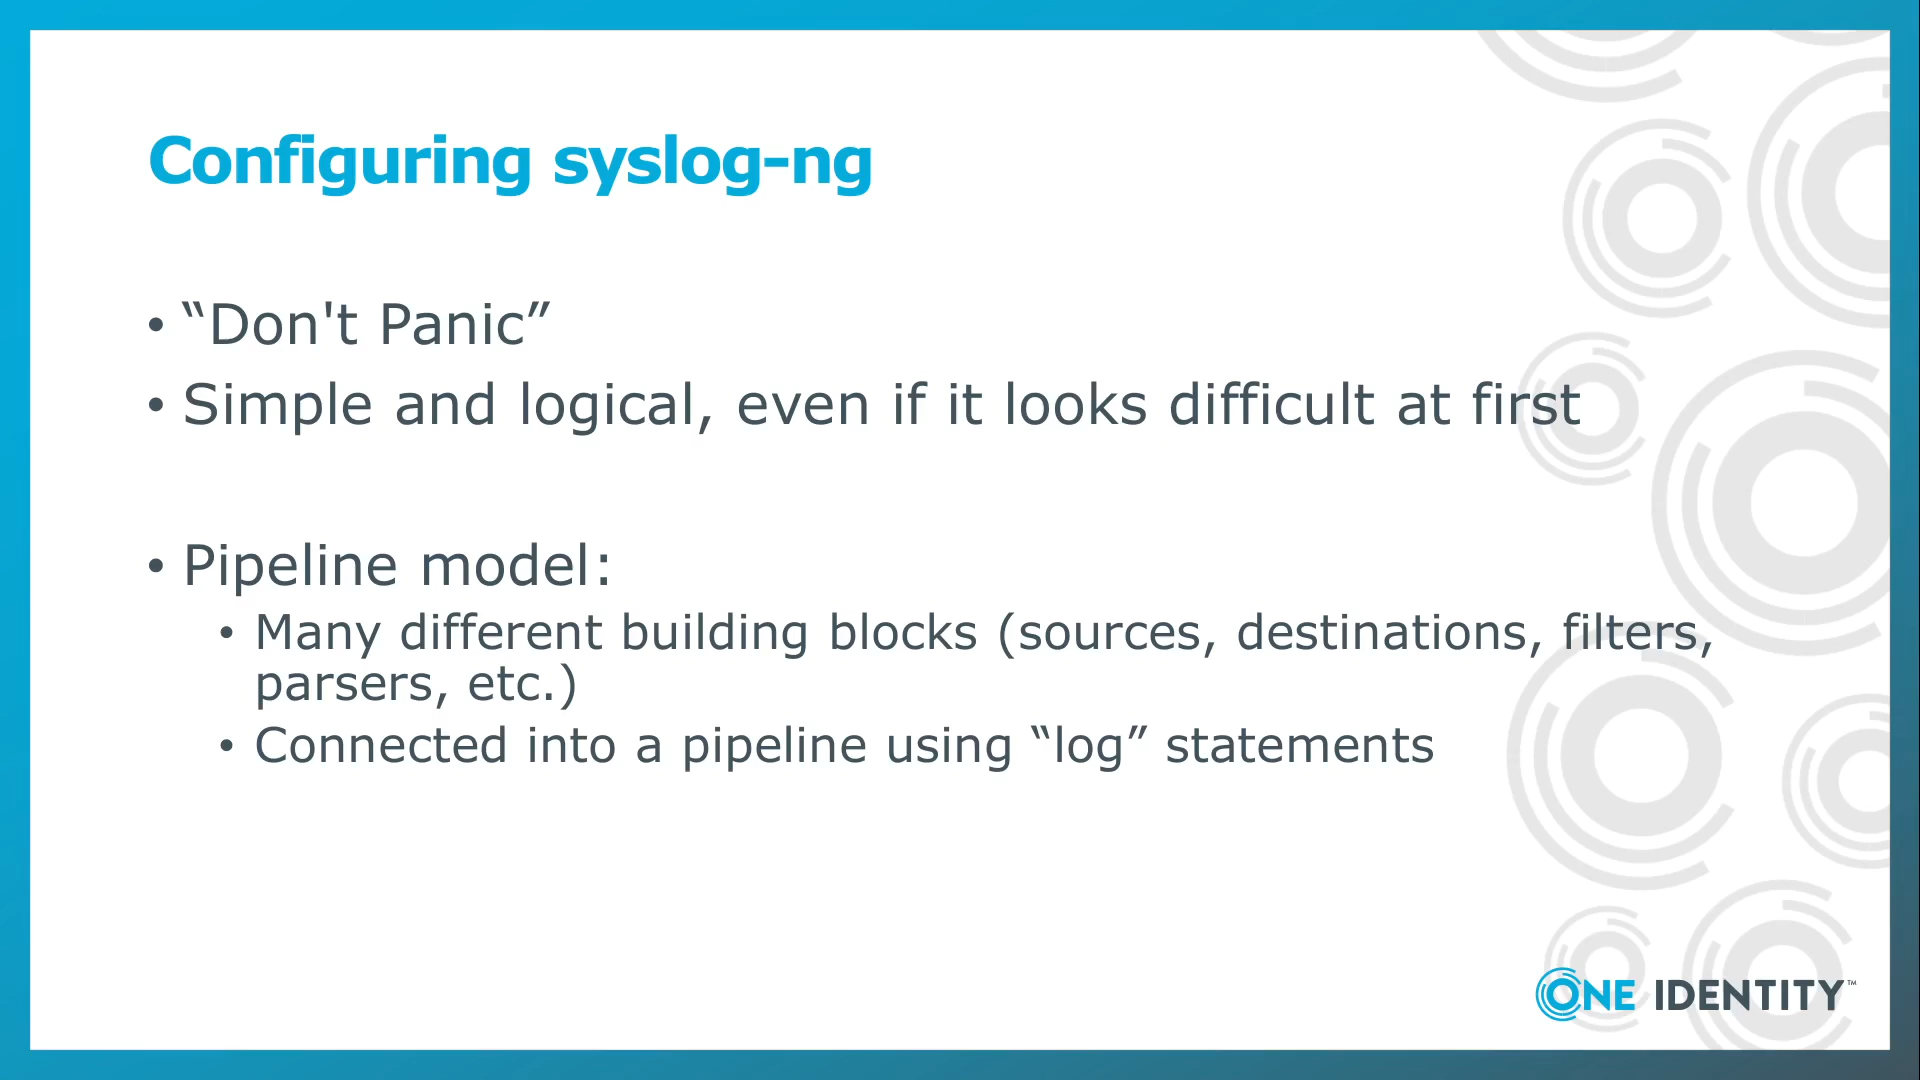 Configuring syslog-ng
• “Don't Panic”
• Simple and logical, even if it looks difficult at first
• Pipeline model:
• Many different building blocks (sources, destinations, filters,
parsers, etc.)
• Connected into a pipeline using “log” statements
ONE IDENTITY™